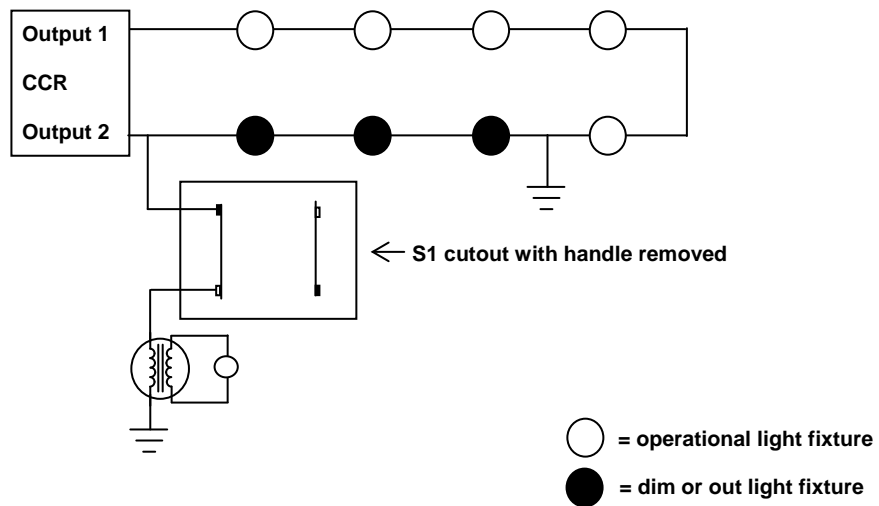 Output 1
CCR
Output 2
S1 cutout with handle removed
= operational light fixture
= dim or out light fixture